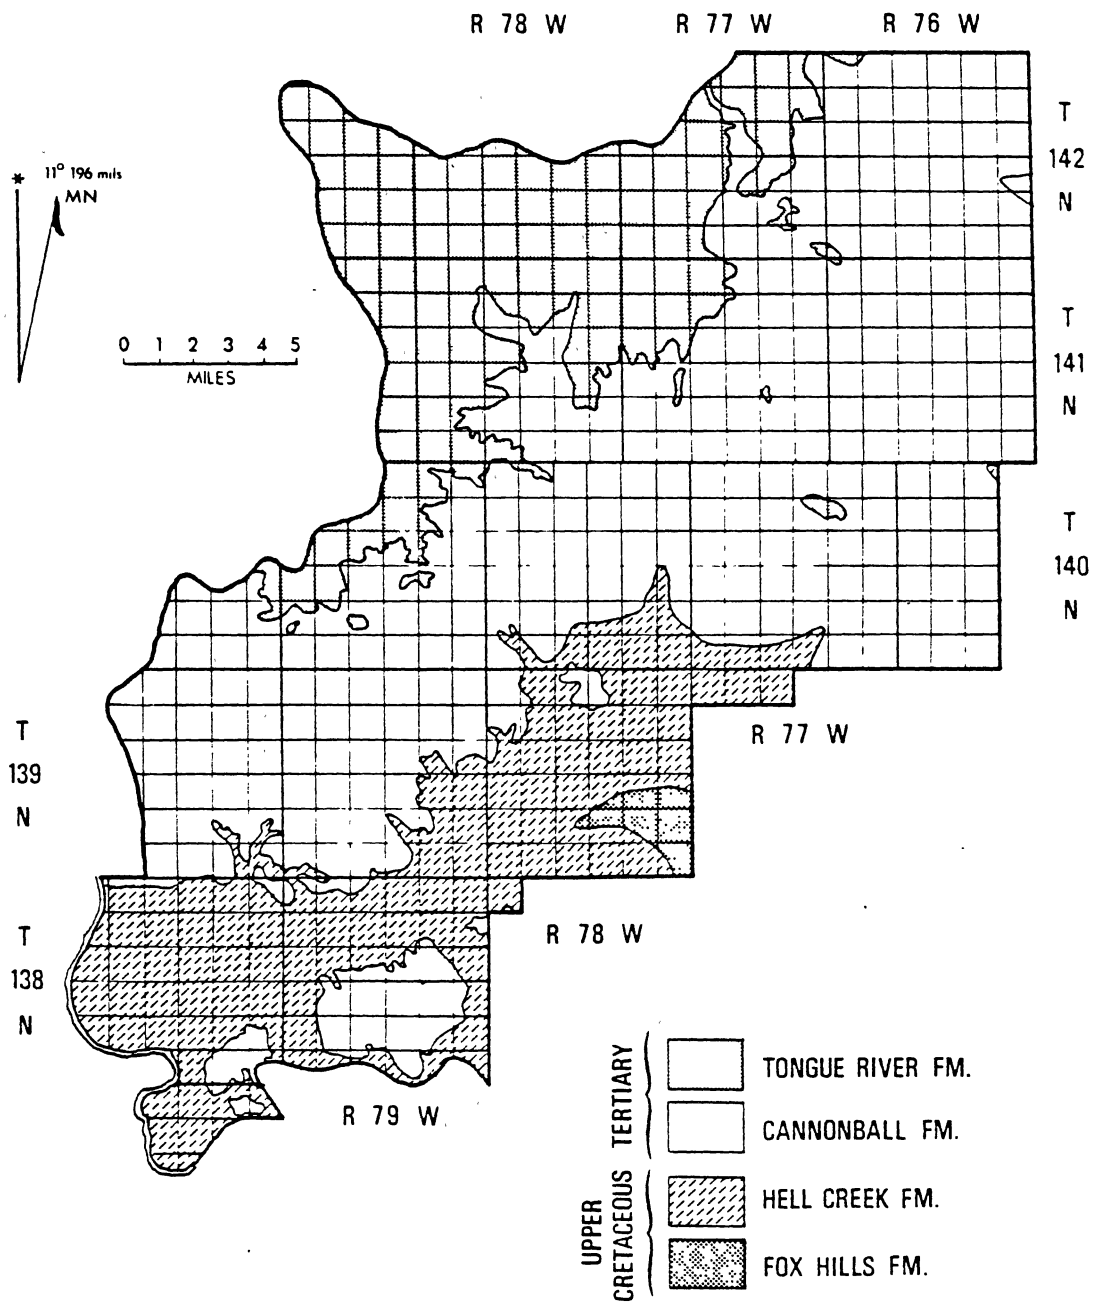 R 78 W R 77 W R 76 W
T
142
N
* 11° 196 mils
MN
T
141
N
0 1 2 3 4 5
MILES
T
140
N
T
139
N
R 77 W
T
138
N
R 78 W
R 79 W
TERTIARY
TONGUE RIVER FM.
CANNONBALL FM.
UPPER
CRETACEOUS
HELL CREEK FM.
FOX HILLS FM.